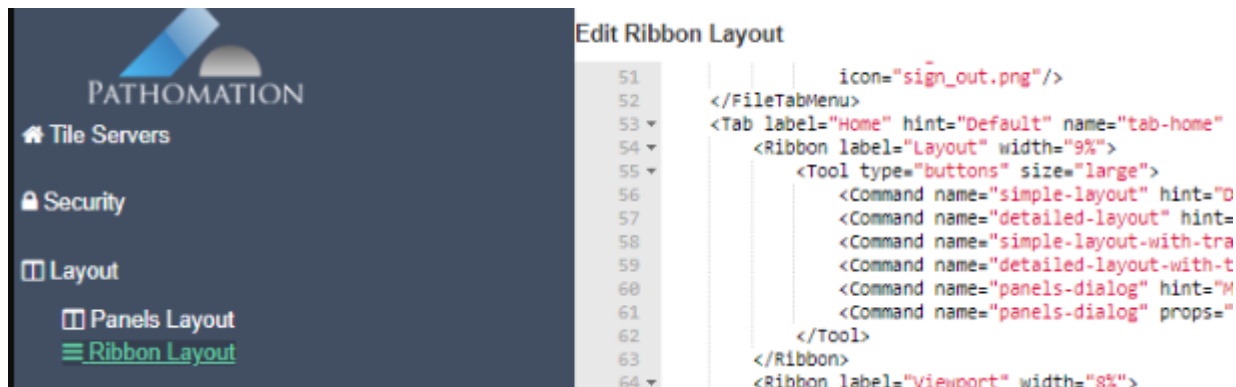 PATHOMATION
Tile Servers
Security
Layout
Panels Layout
Ribbon Layout
Edit Ribbon Layout
51 icon="sign_out.png"/>
52 </FileTabMenu>
53 <Tab label="Home" hint="Default" name="tab-home"
54 <Ribbon label="Layout" width="9%">
55 <Tool type="buttons" size="large">
56 <Command name="simple-layout" hint="D
57 <Command name="detailed-layout" hint=
58 <Command name="simple-layout-with-tra
59 <Command name="detailed-layout-with-t
60 <Command name="panels-dialog" hint="M
61 <Command name="panels-dialog" props="
62 </Tool>
63 </Ribbon>
64 <Ribbon label="Viewport" width="8%">